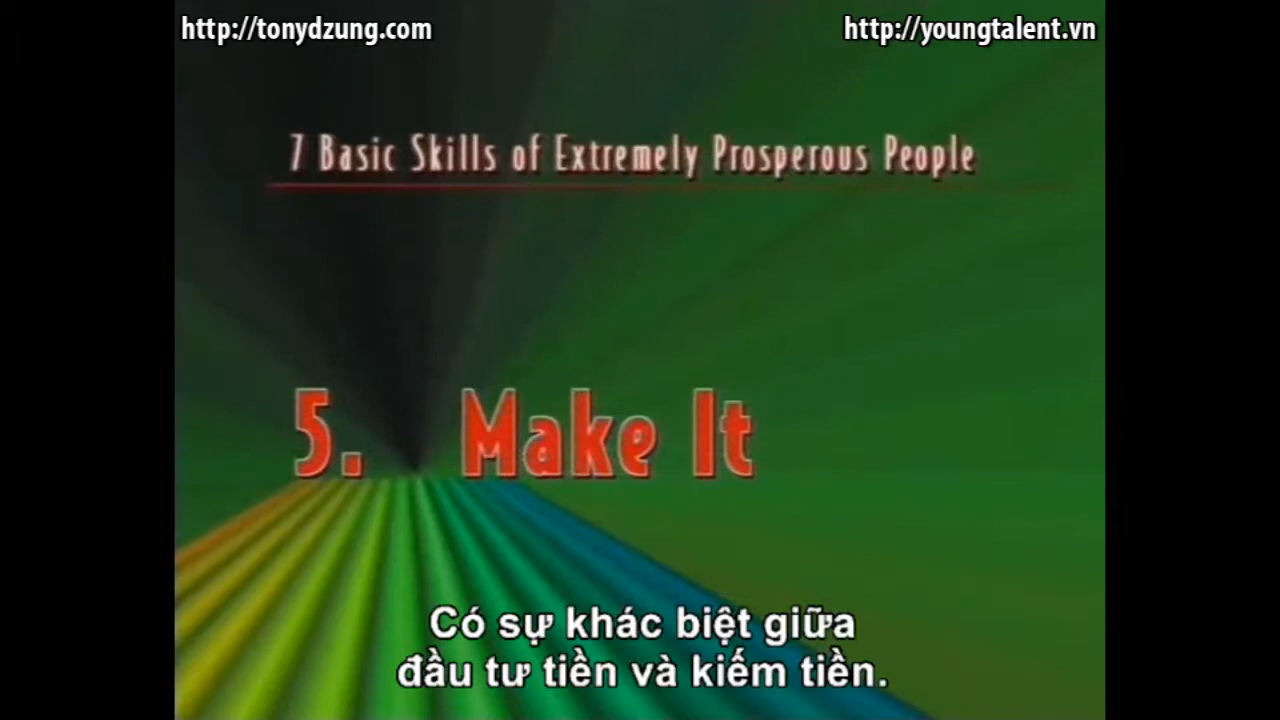 http://tonydzung.com
http://youngtalent.vn
7 Basic Skills of Extremely Prosperous People
5. Make It
Có sự khác biệt giữa
đầu tư tiền và kiếm tiền.